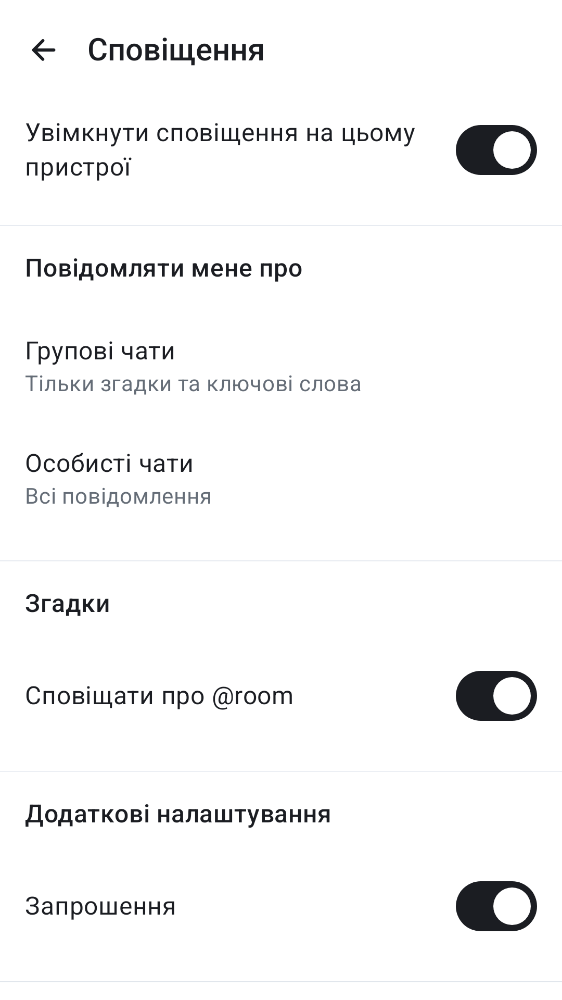 Сповіщення
Увімкнути сповіщення на цьому
пристрої
Повідомляти мене про
Групові чати
Тільки згадки та ключові слова
Особисті чати
Всі повідомлення
Згадки
Сповіщати про @room
Додаткові налаштування
Запрошення